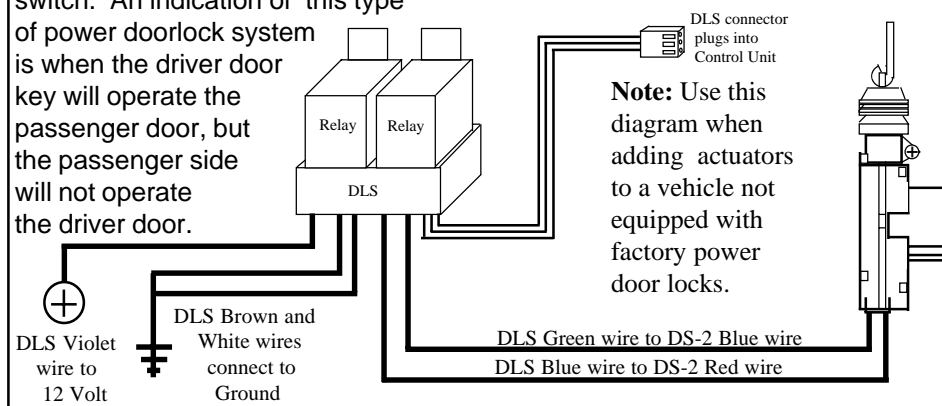 switch. An indication of this type
of power doorlock system
is when the driver door
key will operate the
passenger door, but
the passenger side
will not operate
the driver door.
Relay
Relay
DLS
DLS connector
plugs into
Control Unit
Note: Use this
diagram when
adding actuators
to a vehicle not
equipped with
factory power
door locks.
DLS Violet
wire to
12 Volt
DLS Brown and
White wires
connect to
Ground
DLS Green wire to DS-2 Blue wire
DLS Blue wire to DS-2 Red wire